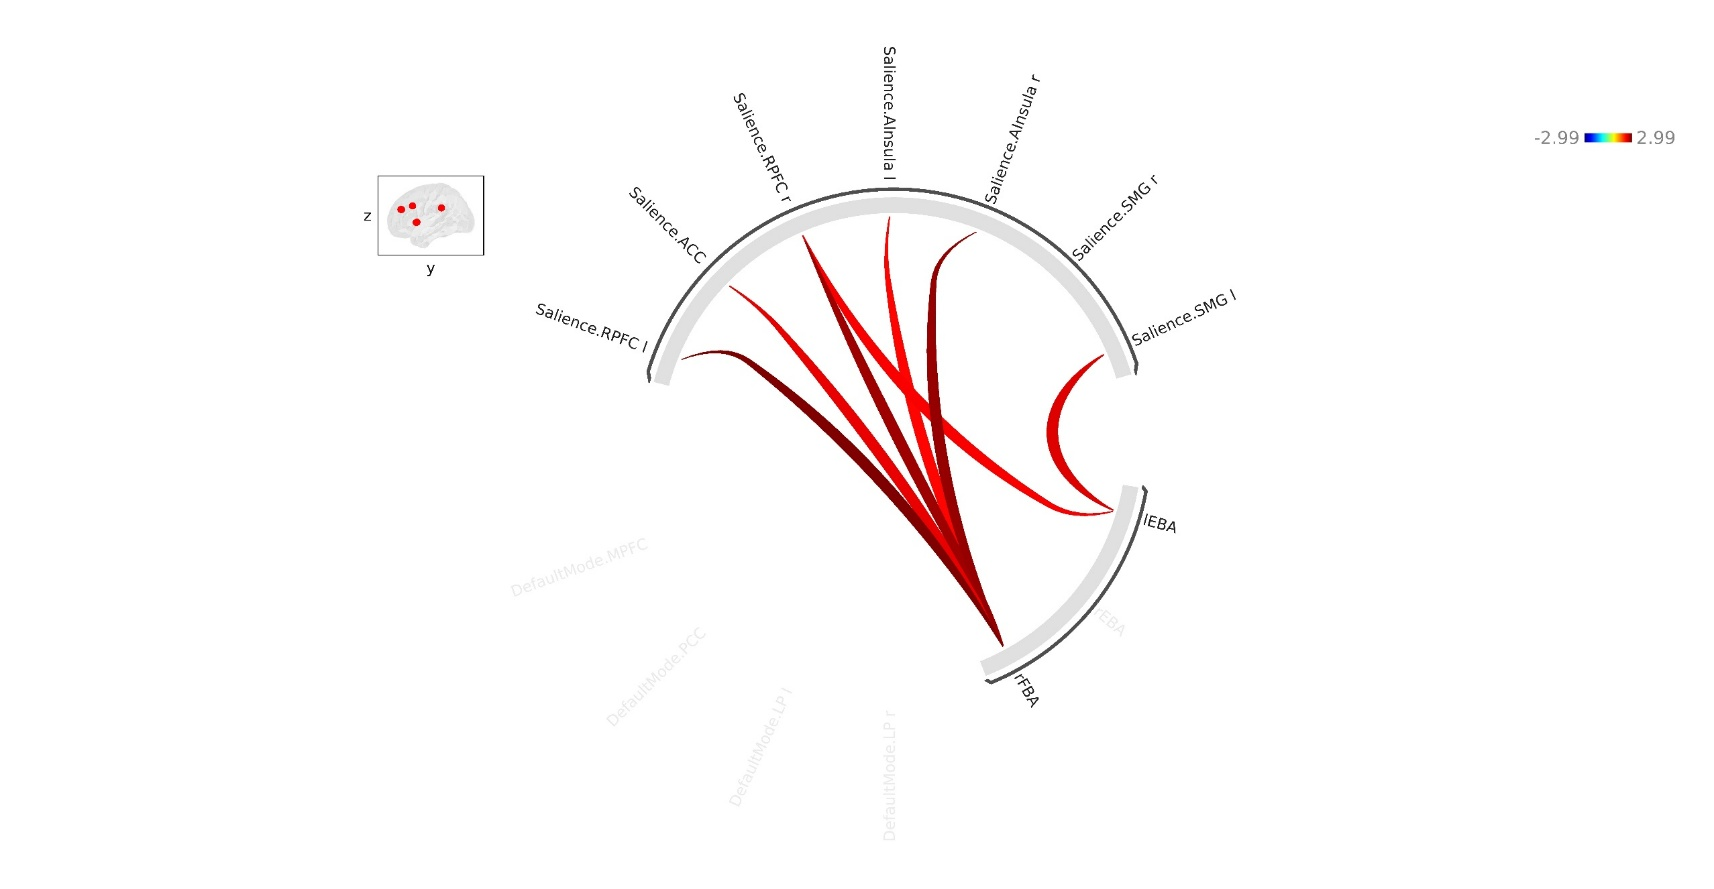 Salience.AInsula l
Salience.AInsula r
Salience.RPFC r
Salience.SMG r
Salience.ACC
Salience.SMG l
Salience.RPFC l
-2.99
2.99
z
y
lEBA
rEBA
rFBA
DefaultMode.MPFC
DefaultMode.PCC
DefaultMode.LP l
DefaultMode.LP r